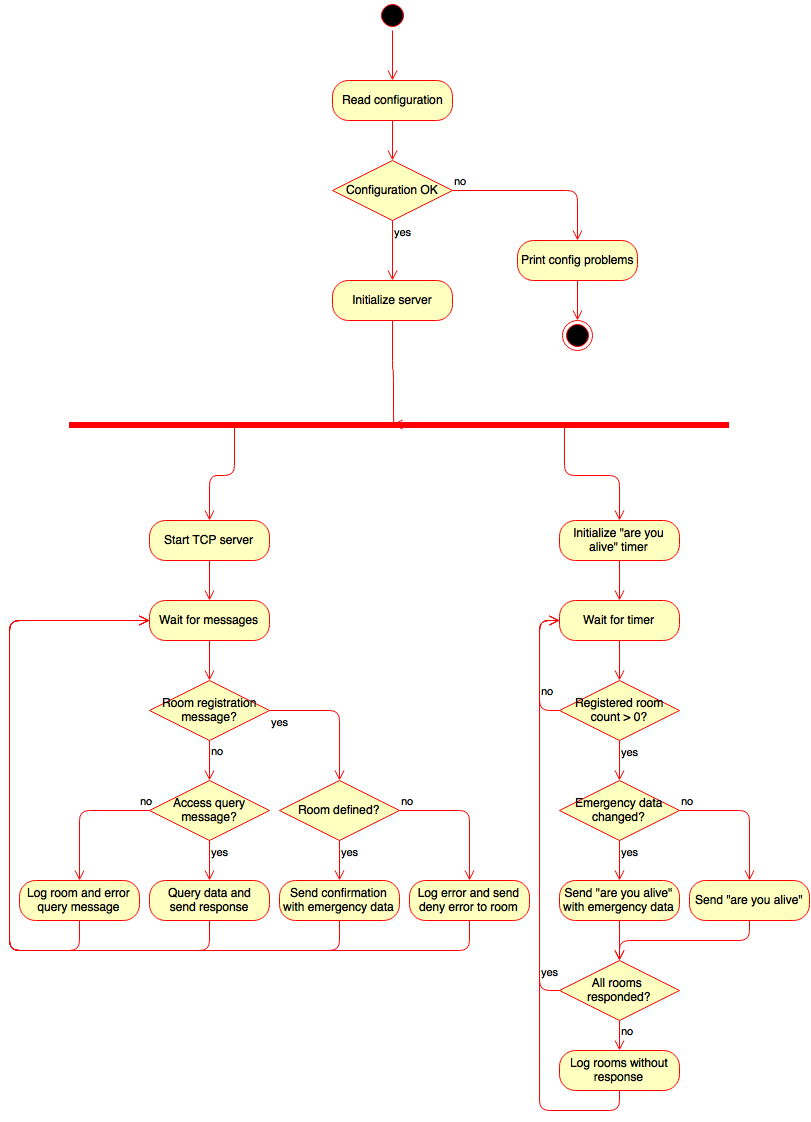 Read configuration
Configuration OK
no
yes
Print config problems
Initialize server
Start TCP server
Initialize "are you
alive" timer
Wait for messages
Wait for timer
Room registration
message?
yes
no
Registered room
count > 0?
no
yes
Access query
message?
no
yes
Room defined?
no
yes
Emergency data
changed?
no
yes
Log room and error
query message
Query data and
send response
Send confirmation
with emergency data
Log error and send
deny error to room
Send "are you alive"
with emergency data
Send "are you alive"
All rooms
responded?
yes
no
Log rooms without
response